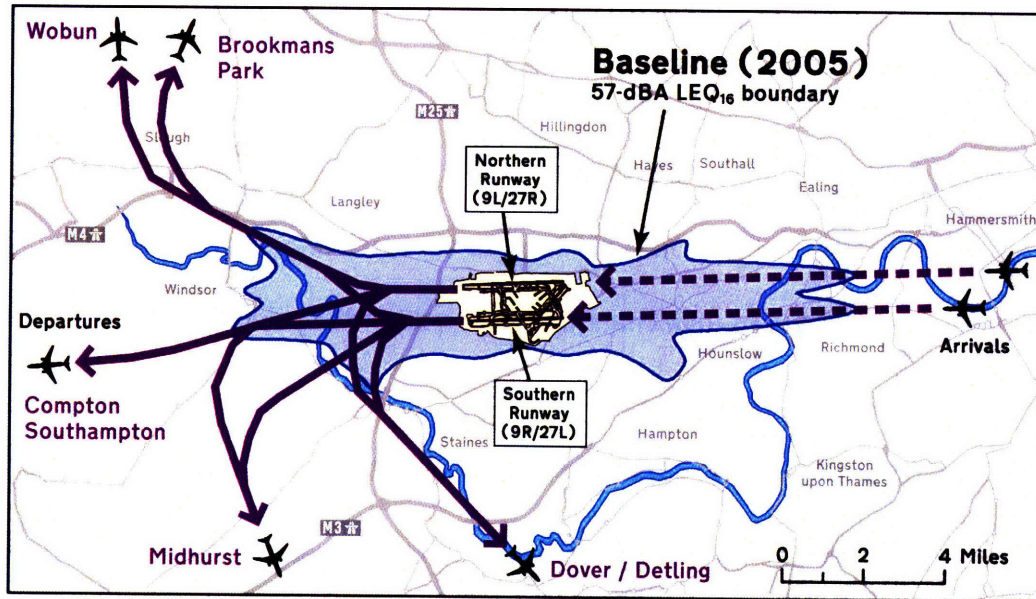 Wobun
Brookmans
Park
Baseline (2005)
57-dBA LEQ16 boundary
M25
Hillingdon
Slough
Northern
Runway
(9L/27R)
Hayes
Southall
Ealing
Langley
Hammersmith
M4
Windsor
Departures
Arrivals
Hounslow
Richmond
Compton
Southampton
Southern
Runway
(9R/27L)
Staines
Hampton
Kingston
upon Thames
M3
Midhurst
Dover / Detling
0 2 4 Miles